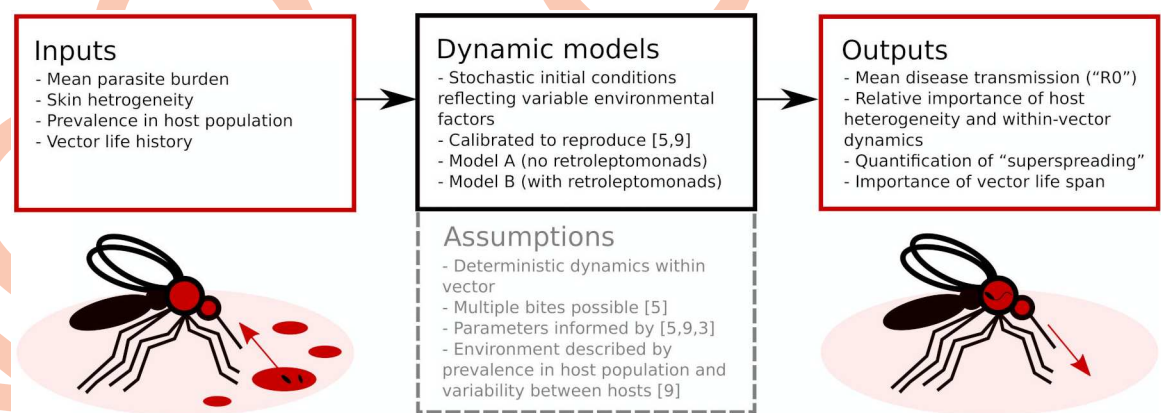 Inputs
- Mean parasite burden
- Skin hetrogeneity
- Prevalence in host population
- Vector life history
Dynamic models
- Stochastic initial conditions
reflecting variable environmental
factors
- Calibrated to reproduce [5,9]
- Model A (no retroleptomonads)
- Model B (with retroleptomonads)
Assumptions
- Deterministic dynamics within
vector
- Multiple bites possible [5]
- Parameters informed by [5,9,3]
- Environment described by
prevalence in host population and
variability between hosts [9]
Outputs
- Mean disease transmission (“R0”)
- Relative importance of host
heterogeneity and within-vector
dynamics
- Quantification of “superspreading”
- Importance of vector life span